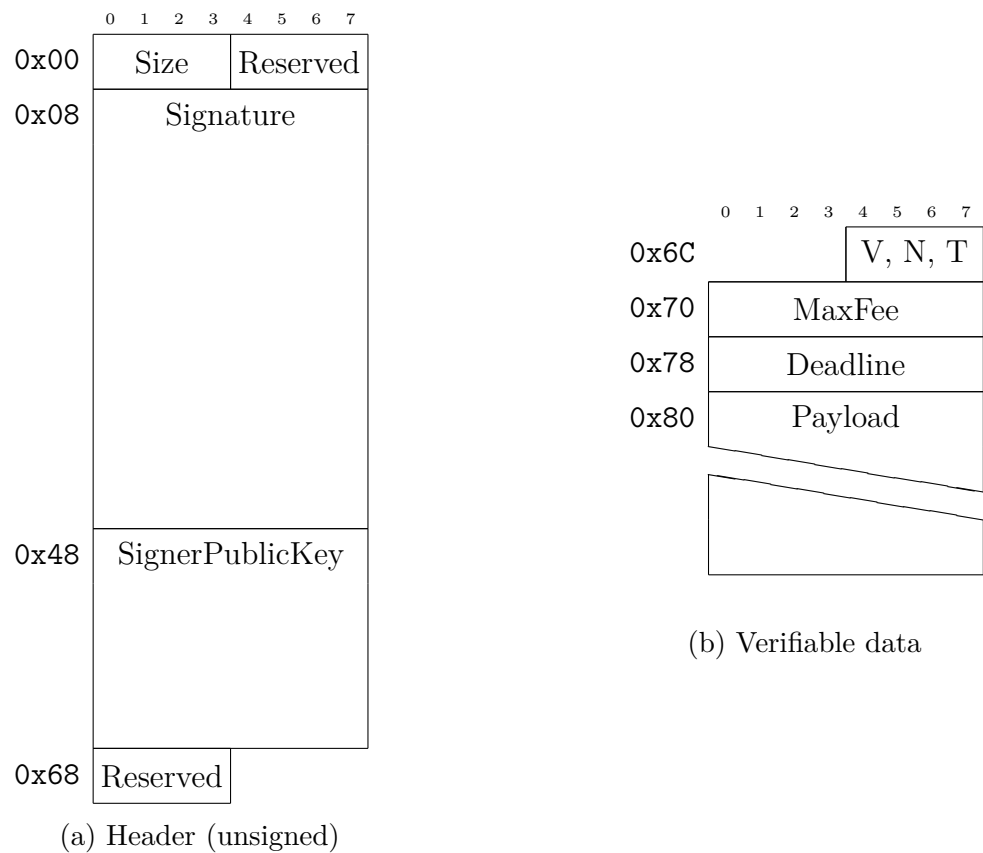 0 1 2 3 4 5 6 7
0x00 Size Reserved
0x08 Signature
0x48 SignerPublicKey
0x68 Reserved
(a) Header (unsigned)
0 1 2 3 4 5 6 7
0x6C V, N, T
0x70 MaxFee
0x78 Deadline
0x80 Payload
(b) Verifiable data